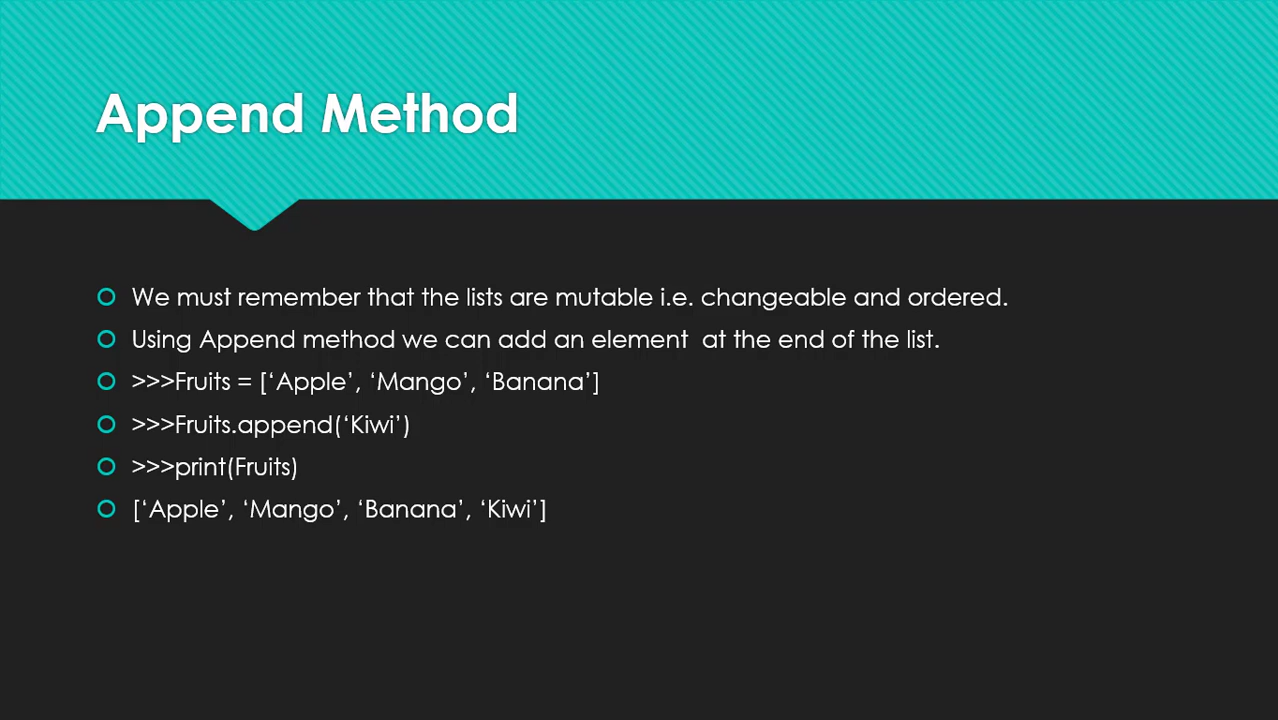 Append Method
We must remember that the lists are mutable i.e. changeable and ordered.
Using Append method we can add an element  at the end of the list.
>>>Fruits = [‘Apple’, ‘Mango’, ‘Banana’]
>>>Fruits.append(‘Kiwi’)
>>>print(Fruits)
[‘Apple’, ‘Mango’, ‘Banana’, ‘Kiwi’]